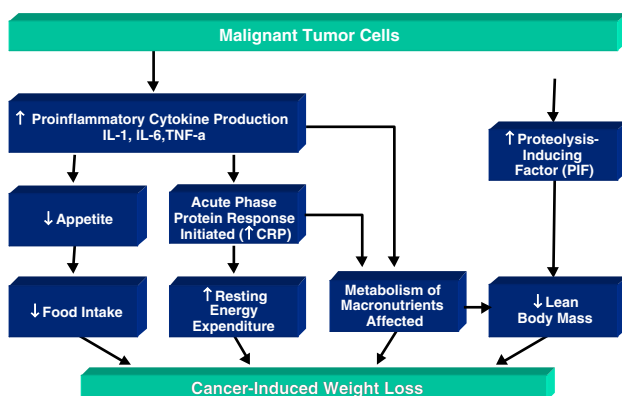 Malignant Tumor Cells
↑ Proinflammatory Cytokine Production
IL-1, IL-6,TNF-a
↑ Proteolysis-
Inducing
Factor (PIF)
↓ Appetite
Acute Phase
Protein Response
Initiated (↑ CRP)
↓ Food Intake
↑ Resting
Energy
Expenditure
Metabolism of
Macronutrients
Affected
↓ Lean
Body Mass
Cancer-Induced Weight Loss